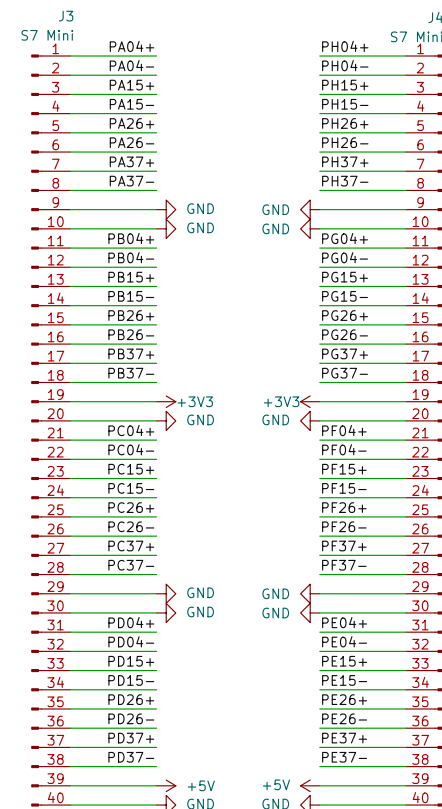 J3 J4
S7 Mini S7 Mini
1 PA04+ PH04+ 1
2 PA04- PH04- 2
3 PA15+ PH15+ 3
4 PA15- PH15- 4
5 PA26+ PH26+ 5
6 PA26- PH26- 6
7 PA37+ PH37+ 7
8 PA37- PH37- 8
9 GND GND 9
10 GND GND 10
11 PB04+ PG04+ 11
12 PB04- PG04- 12
13 PB15+ PG15+ 13
14 PB15- PG15- 14
15 PB26+ PG26+ 15
16 PB26- PG26- 16
17 PB37+ PG37+ 17
18 PB37- PG37- 18
19 +3V3 +3V3 19
20 GND GND 20
21 PC04+ PF04+ 21
22 PC04- PF04- 22
23 PC15+ PF15+ 23
24 PC15- PF15- 24
25 PC26+ PF26+ 25
26 PC26- PF26- 26
27 PC37+ PF37+ 27
28 PC37- PF37- 28
29 GND GND 29
30 GND GND 30
31 PD04+ PE04+ 31
32 PD04- PE04- 32
33 PD15+ PE15+ 33
34 PD15- PE15- 34
35 PD26+ PE26+ 35
36 PD26- PE26- 36
37 PD37+ PE37+ 37
38 PD37- PE37- 38
39 +5V +5V 39
40 GND GND 40